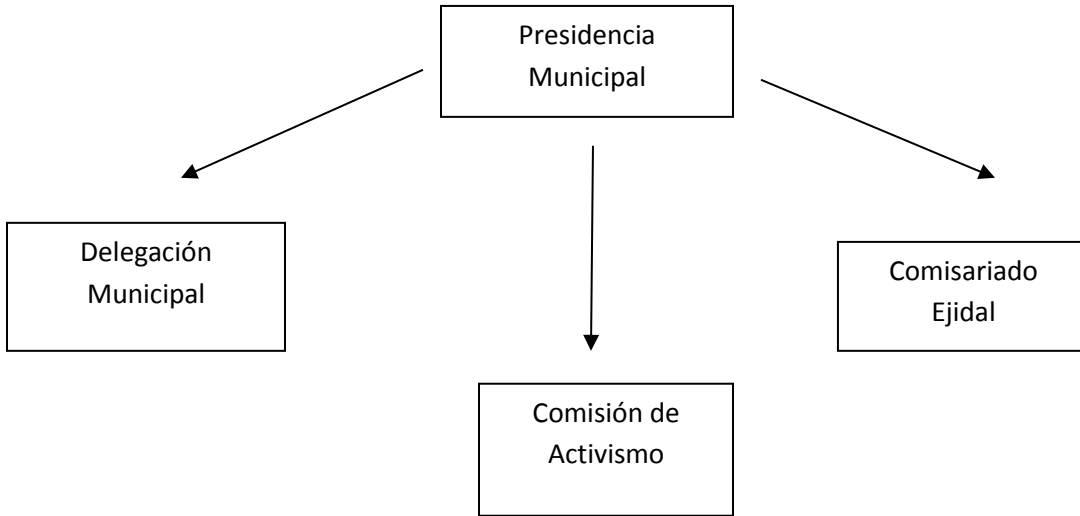 Presidencia
Municipal
Delegación
Municipal
Comisariado
Ejidal
Comisión de
Activismo